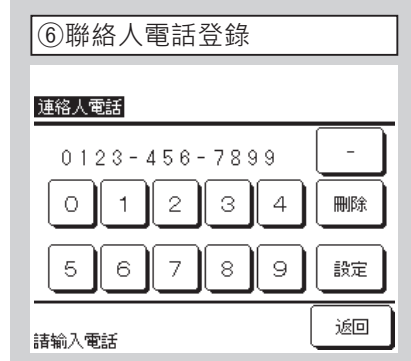 ⑥聯絡人電話登錄
連絡人電話
0123-456-7899 -
0 1 2 3 4 刪除
5 6 7 8 9 設定
返回
請输入電話